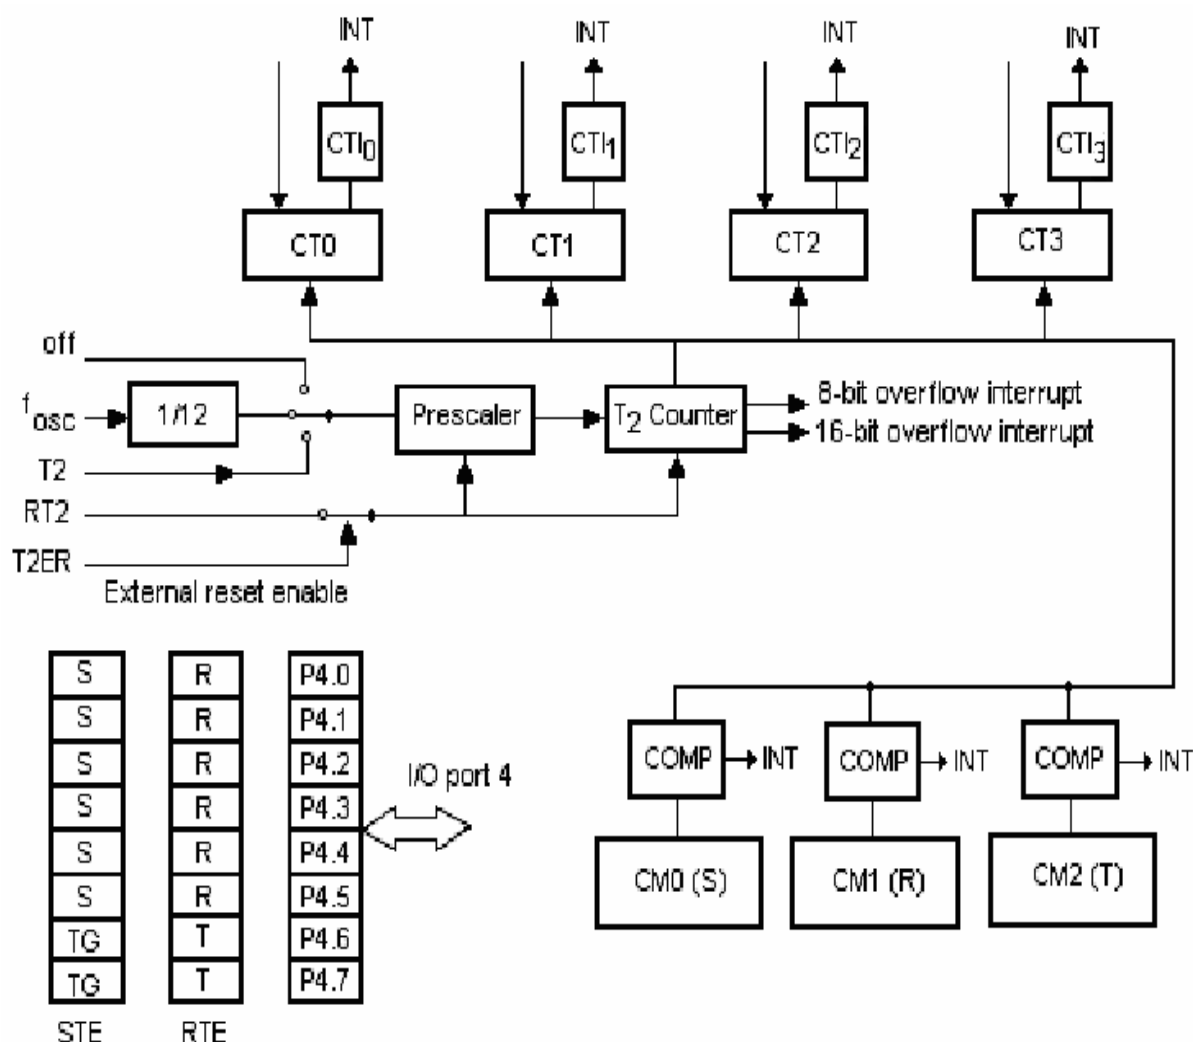 INT INT INT INT
CTI0 CTI1 CTI2 CTI3
CT0 CT1 CT2 CT3
off
fosc 1/12 Prescaler T2 Counter 8-bit overflow interrupt
16-bit overflow interrupt
T2
RT2
T2ER
External reset enable
S R P4.0
S R P4.1
S R P4.2
S R P4.3
S R P4.4
S R P4.5
TG T P4.6
TG T P4.7
STE RTE
I/O port 4
COMP INT COMP INT COMP INT
CM0 (S) CM1 (R) CM2 (T)